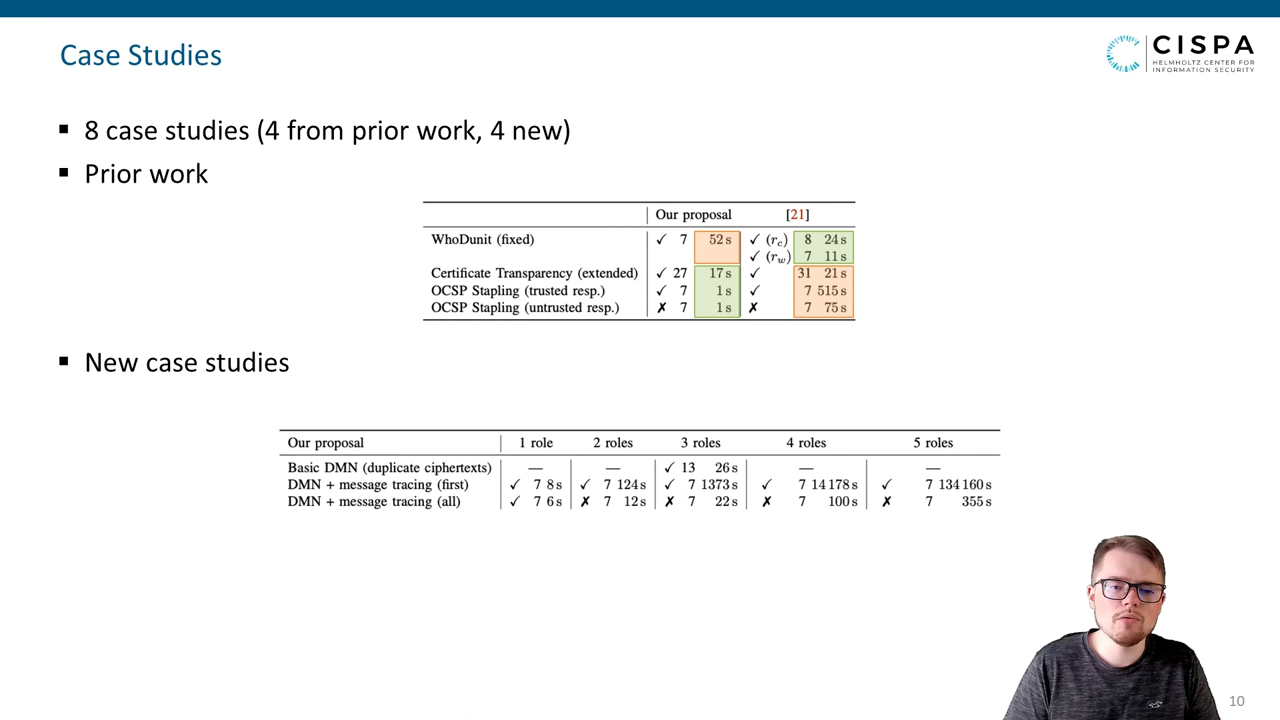 Case Studies
CISPA
HELMHOLTZ CENTER FOR
INFORMATION SECURITY
▪ 8 case studies (4 from prior work, 4 new)
▪ Prior work
Our proposal [21]
WhoDunit (fixed) ✓ 7 52 s ✓ (r_c) 8 24 s
✓ (r_w) 7 11 s
Certificate Transparency (extended) ✓ 27 17 s ✓ 31 21 s
OCSP Stapling (trusted resp.) ✓ 7 1 s ✓ 7 515 s
OCSP Stapling (untrusted resp.) ✗ 7 1 s ✗ 7 75 s
▪ New case studies
Our proposal 1 role 2 roles 3 roles 4 roles 5 roles
Basic DMN (duplicate ciphertexts) — — ✓ 13 26 s — —
DMN + message tracing (first) ✓ 7 8 s ✓ 7 124 s ✓ 7 1373 s ✓ 7 14 178 s ✓ 7 134 160 s
DMN + message tracing (all) ✓ 7 6 s ✗ 7 12 s ✗ 7 22 s ✗ 7 100 s ✗ 7 355 s
10